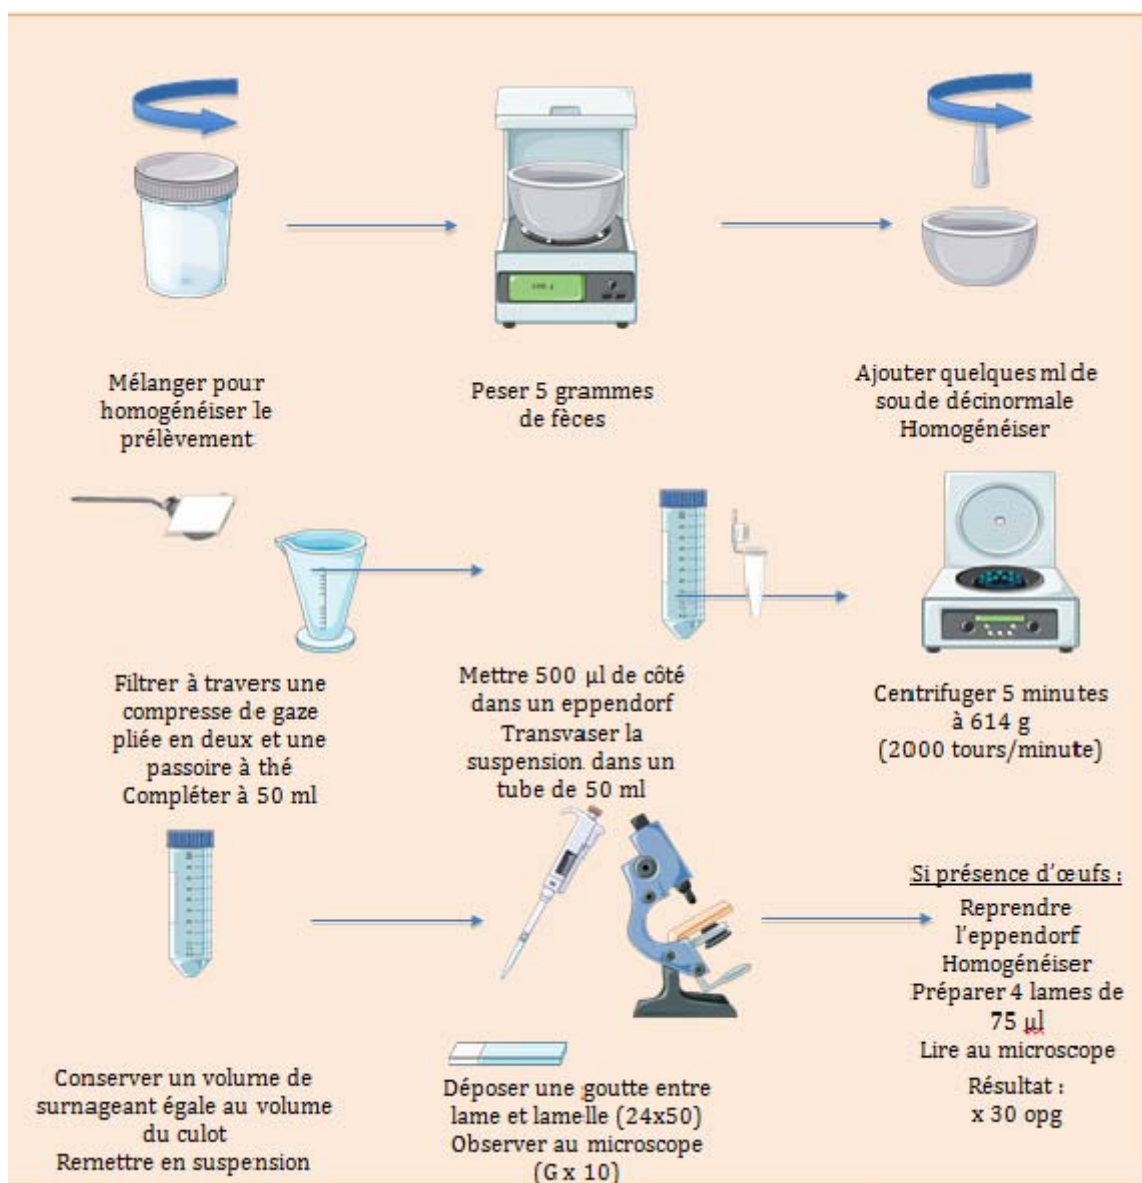 Mélanger pour
homogénéiser le
prélèvement
Peser 5 grammes
de fèces
Ajouter quelques ml de
soude décinormale
Homogénéiser
Filtrer à travers une
compresse de gaze
pliée en deux et une
passoire à thé
Compléter à 50 ml
Mettre 500 µl de côté
dans un eppendorf
Transvaser la
suspension dans un
tube de 50 ml
Centrifuger 5 minutes
à 614 g
(2000 tours/minute)
Conserver un volume de
surnageant égale au volume
du culot
Remettre en suspension
Déposer une goutte entre
lame et lamelle (24x50)
Observer au microscope
(G x 10)
Si présence d'œufs :
Reprendre
l'eppendorf
Homogénéiser
Préparer 4 lames de
75 µl
Lire au microscope
Résultat :
x 30 opg